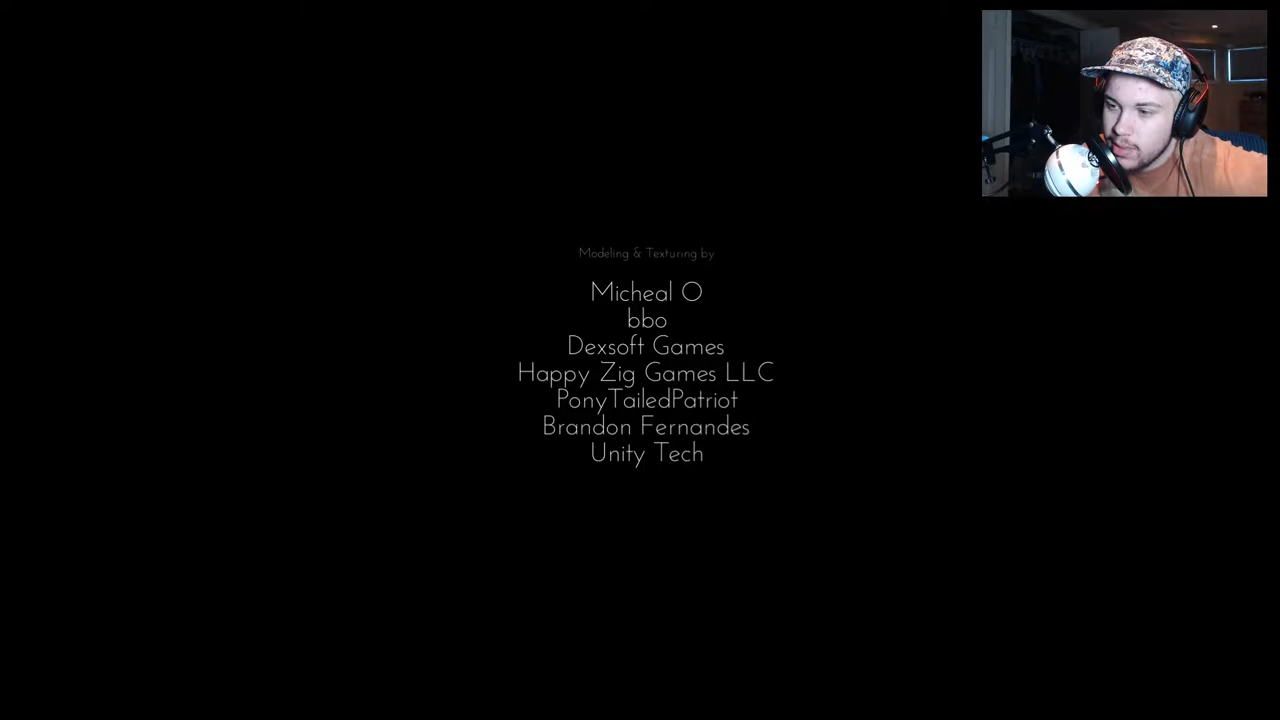 Modeling & Texturing by
Micheal O
bbo
Dexsoft Games
Happy Zig Games LLC
PonyTailedPatriot
Brandon Fernandes
Unity Tech